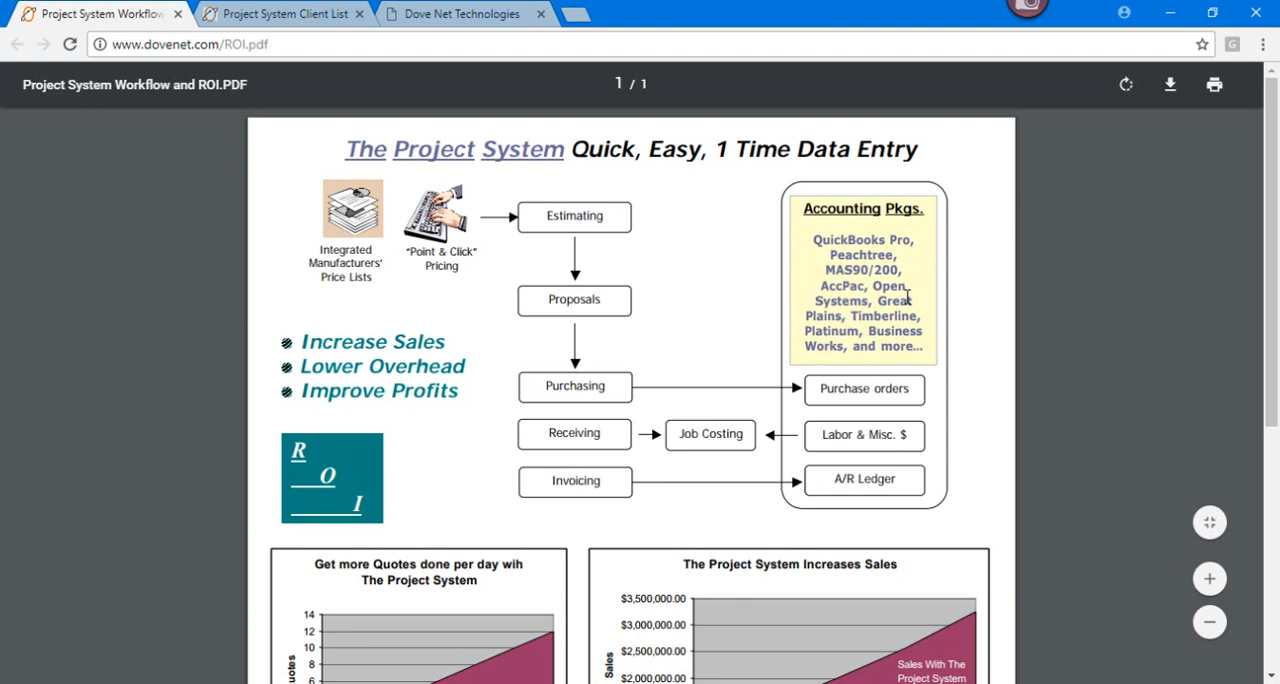 Project System Workflow
Project System Client List
Dove Net Technologies
www.dovenet.com/ROI.pdf
G
Project System Workflow and ROI.PDF
1 / 1
The Project System Quick, Easy, 1 Time Data Entry
Integrated
Manufacturers'
Price Lists
"Point & Click"
Pricing
Estimating
Proposals
Purchasing
Receiving
Job Costing
Invoicing
Accounting Pkgs.
QuickBooks Pro,
Peachtree,
MAS90/200,
AccPac, Open
Systems, Great
Plains, Timberline,
Platinum, Business
Works, and more...
Purchase orders
Labor & Misc. $
A/R Ledger
Increase Sales
Lower Overhead
Improve Profits
R
O
I
Get more Quotes done per day wih
The Project System
14
12
10
8
6
The Project System Increases Sales
$3,500,000.00
$3,000,000.00
$2,500,000.00
$2,000,000.00
Sales
Sales With The
Project System